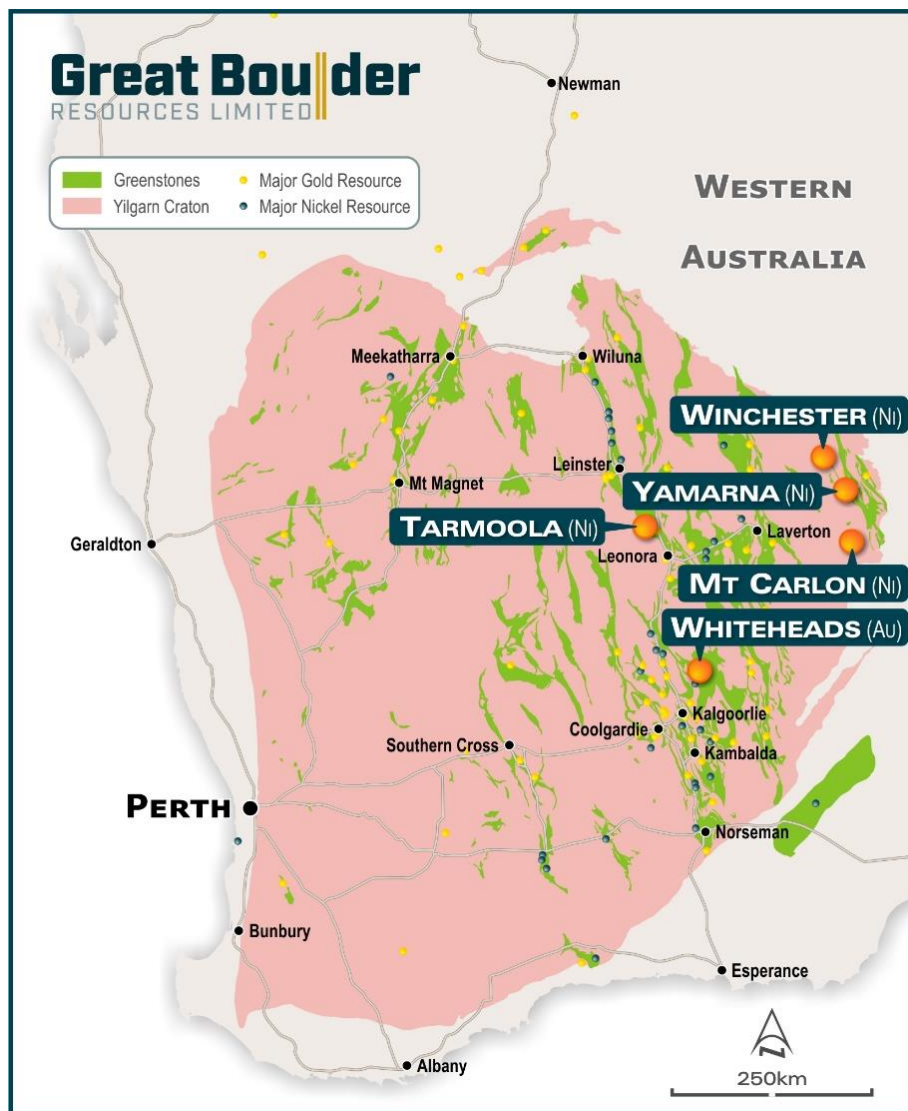 Great Boulder
RESOURCES LIMITED
Greenstones
Major Gold Resource
Yilgarn Craton
Major Nickel Resource
Newman
WESTERN
AUSTRALIA
Meekatharra
Wiluna
WINCHESTER (NI)
Leinster
Mt Magnet
YAMARNA (NI)
TARMOOLA (NI)
Laverton
Geraldton
Leonora
MT CARLON (NI)
WHITEHEADS (AU)
Kalgoorlie
Coolgardie
Southern Cross
Kambalda
PERTH
Norseman
Bunbury
Esperance
Albany
N
250km